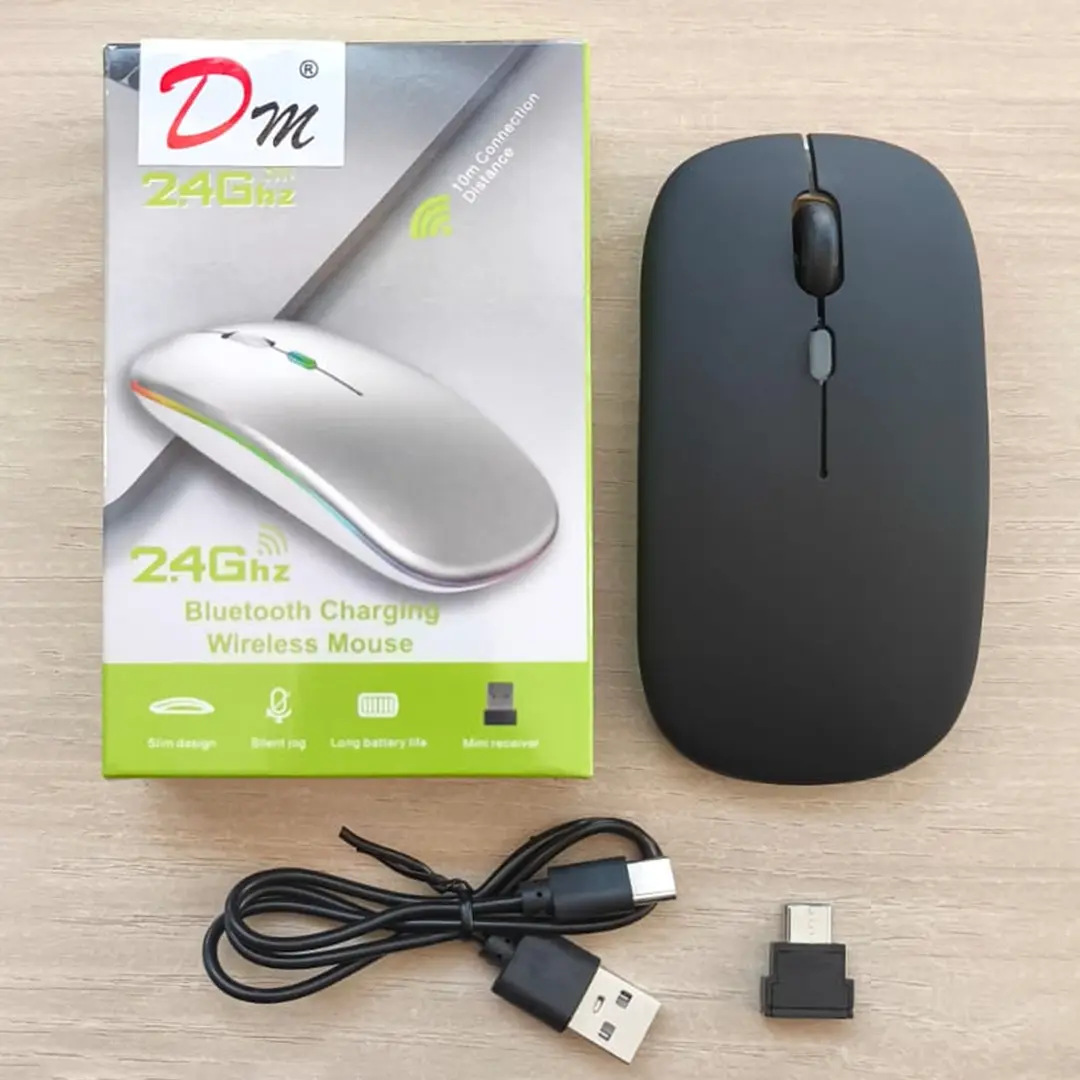 Dm ®
2.4Ghz
10m Connection
Distance
2.4Ghz
Bluetooth Charging
Wireless Mouse
Slim design
Silent jog
Long battery life
Mini receiver